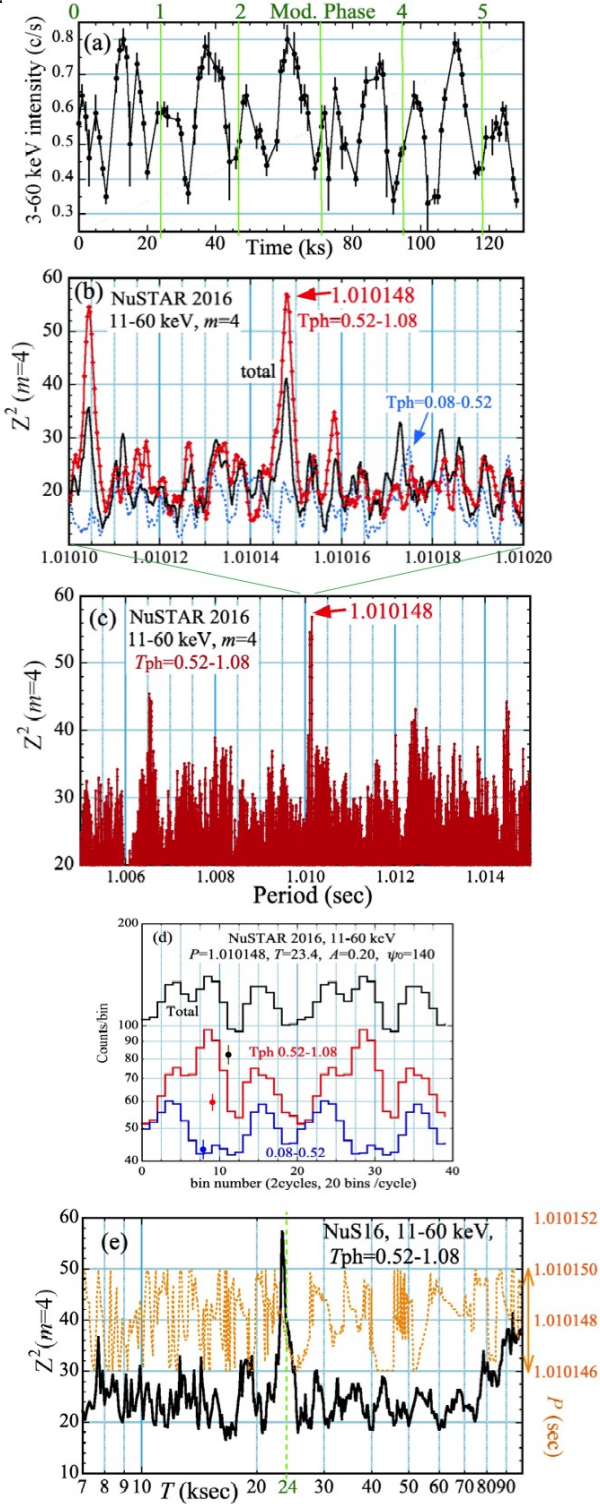 0 1 2 Mod. Phase 4 5
(a)
3-60 keV intensity (c/s)
0.8
0.7
0.6
0.5
0.4
0.3
0 20 40 60 80 100 120
Time (ks)
(b) NuSTAR 2016
11-60 keV, m=4
1.010148
Tph=0.52-1.08
total
Tph=0.08-0.52
Z² (m=4)
60
50
40
30
20
1.01010 1.01012 1.01014 1.01016 1.01018 1.01020
(c) NuSTAR 2016
11-60 keV, m=4
Tph=0.52-1.08
1.010148
Z² (m=4)
60
50
40
30
20
1.006 1.008 1.010 1.012 1.014
Period (sec)
(d) NuSTAR 2016, 11-60 keV
P=1.010148, T=23.4, A=0.20, ψ₀=140
Total
Tph 0.52-1.08
0.08-0.52
Counts/bin
200
100
90
80
70
60
50
40
0 10 20 30 40
bin number (2cycles, 20 bins /cycle)
(e) NuS16, 11-60 keV,
Tph=0.52-1.08
Z²(m=4)
60
50
40
30
20
10
1.010152
1.010150
1.010148
1.010146
P (sec)
7 8 9 10 20 24 30 40 50 60 70 80 90
T (ksec)